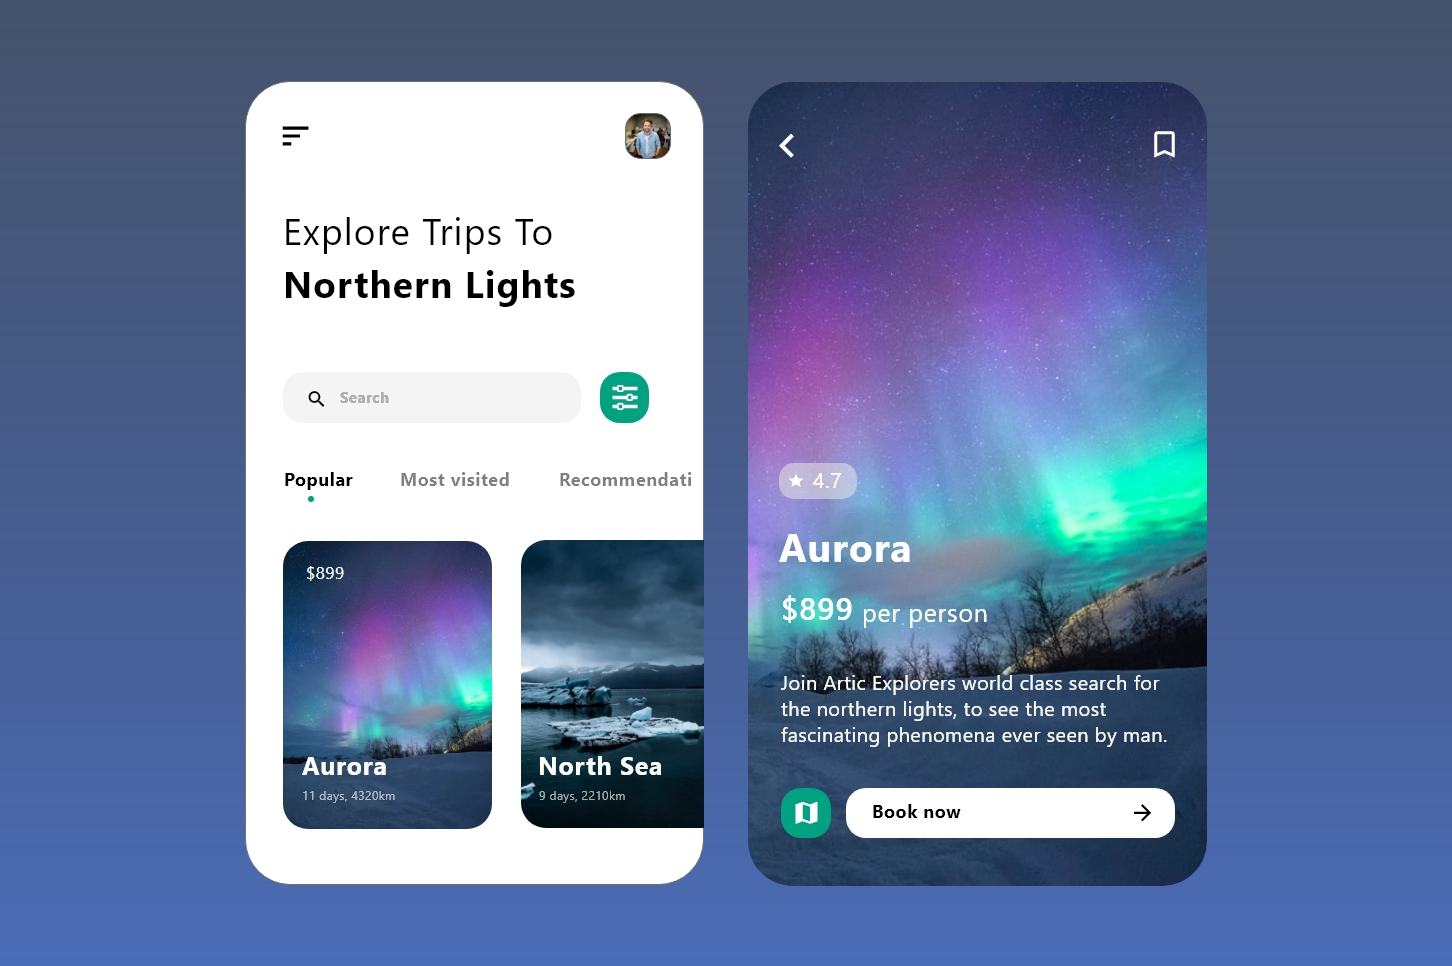 Explore Trips To
Northern Lights
Search
Popular Most visited Recommendati
$899
Aurora
11 days, 4320km
North Sea
9 days, 2210km
4.7
Aurora
$899 per person
Join Artic Explorers world class search for
the northern lights, to see the most
fascinating phenomena ever seen by man.
Book now